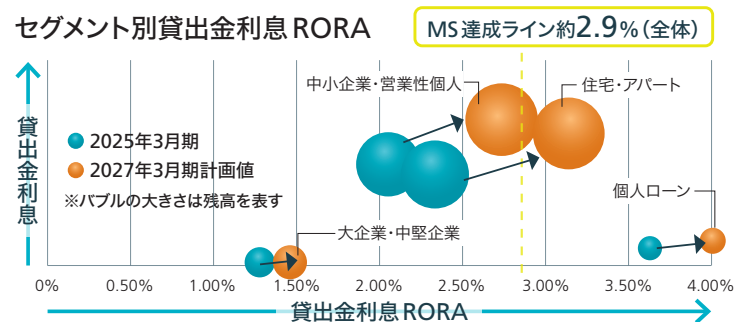 セグメント別貸出金利息RORA
MS達成ライン約2.9%(全体)
中小企業・営業性個人
住宅・アパート
貸出金利息
2025年3月期
2027年3月期計画値
※バブルの大きさは残高を表す
個人ローン
大企業・中堅企業
0% 0.50% 1.00% 1.50% 2.00% 2.50% 3.00% 3.50% 4.00%
貸出金利息RORA